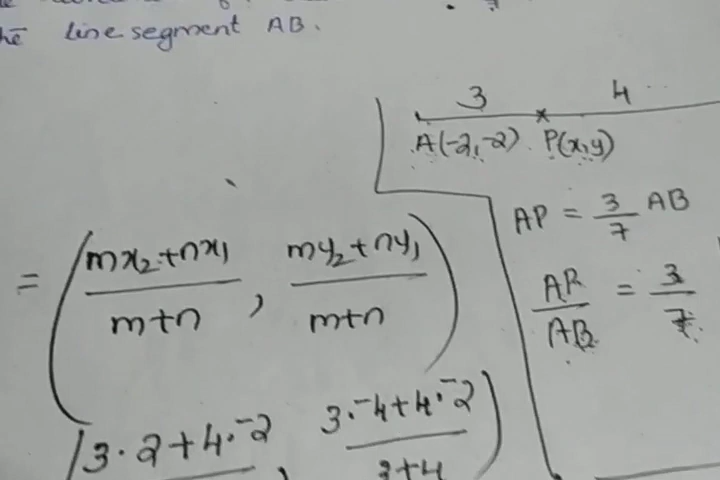 the line segment AB.
3 4
A(-2,-2) P(x,y)
AP = 3/7 AB
AP/AB = 3/7
= (mx₂+nx₁/m+n, my₂+ny₁/m+n)
(3·2+4·-2, 3·-4+4·-2/3+4)